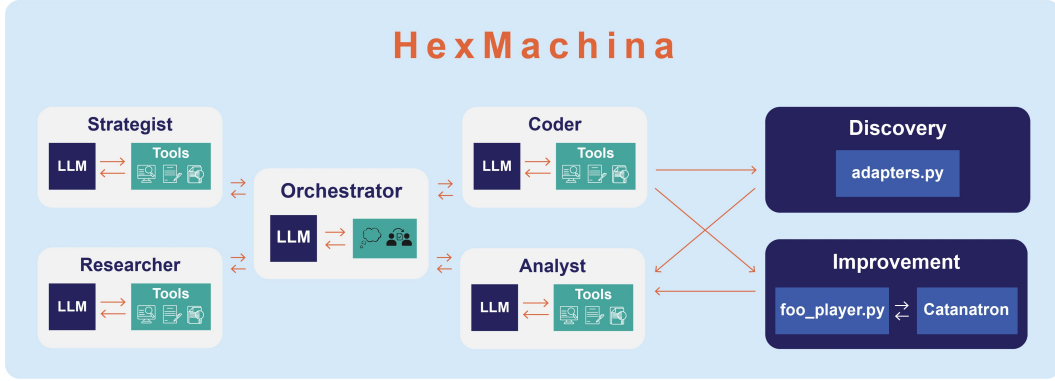 HexMachina
Strategist
LLM
Tools
Researcher
LLM
Tools
Orchestrator
LLM
Coder
LLM
Tools
Analyst
LLM
Tools
Discovery
adapters.py
Improvement
foo_player.py
Catanatron